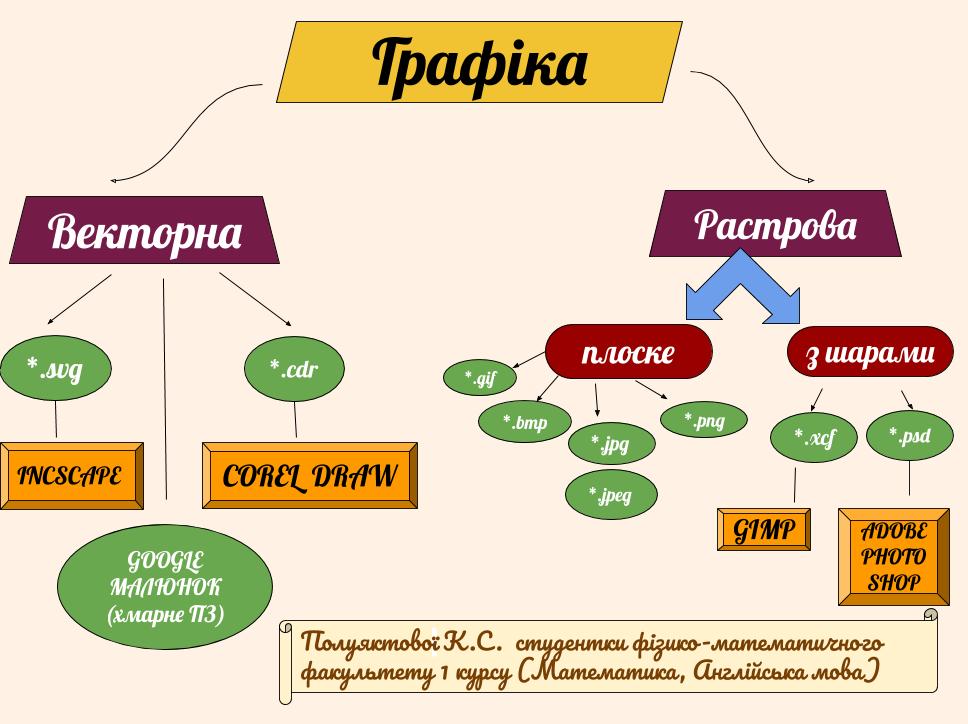 Графіка
Векторна
Растрова
*.svg
*.cdr
плоске
з шарами
*.gif
*.bmp
*.jpg
*.jpeg
*.png
*.xcf
*.psd
INCSCAPE
COREL DRAW
GIMP
ADOBE
PHOTO
SHOP
GOOGLE
МАЛЮНОК
(хмарне ПЗ)
Полуяктової К.С. студентки фізико-математичного
факультету 1 курсу (Математика, Англійська мова)